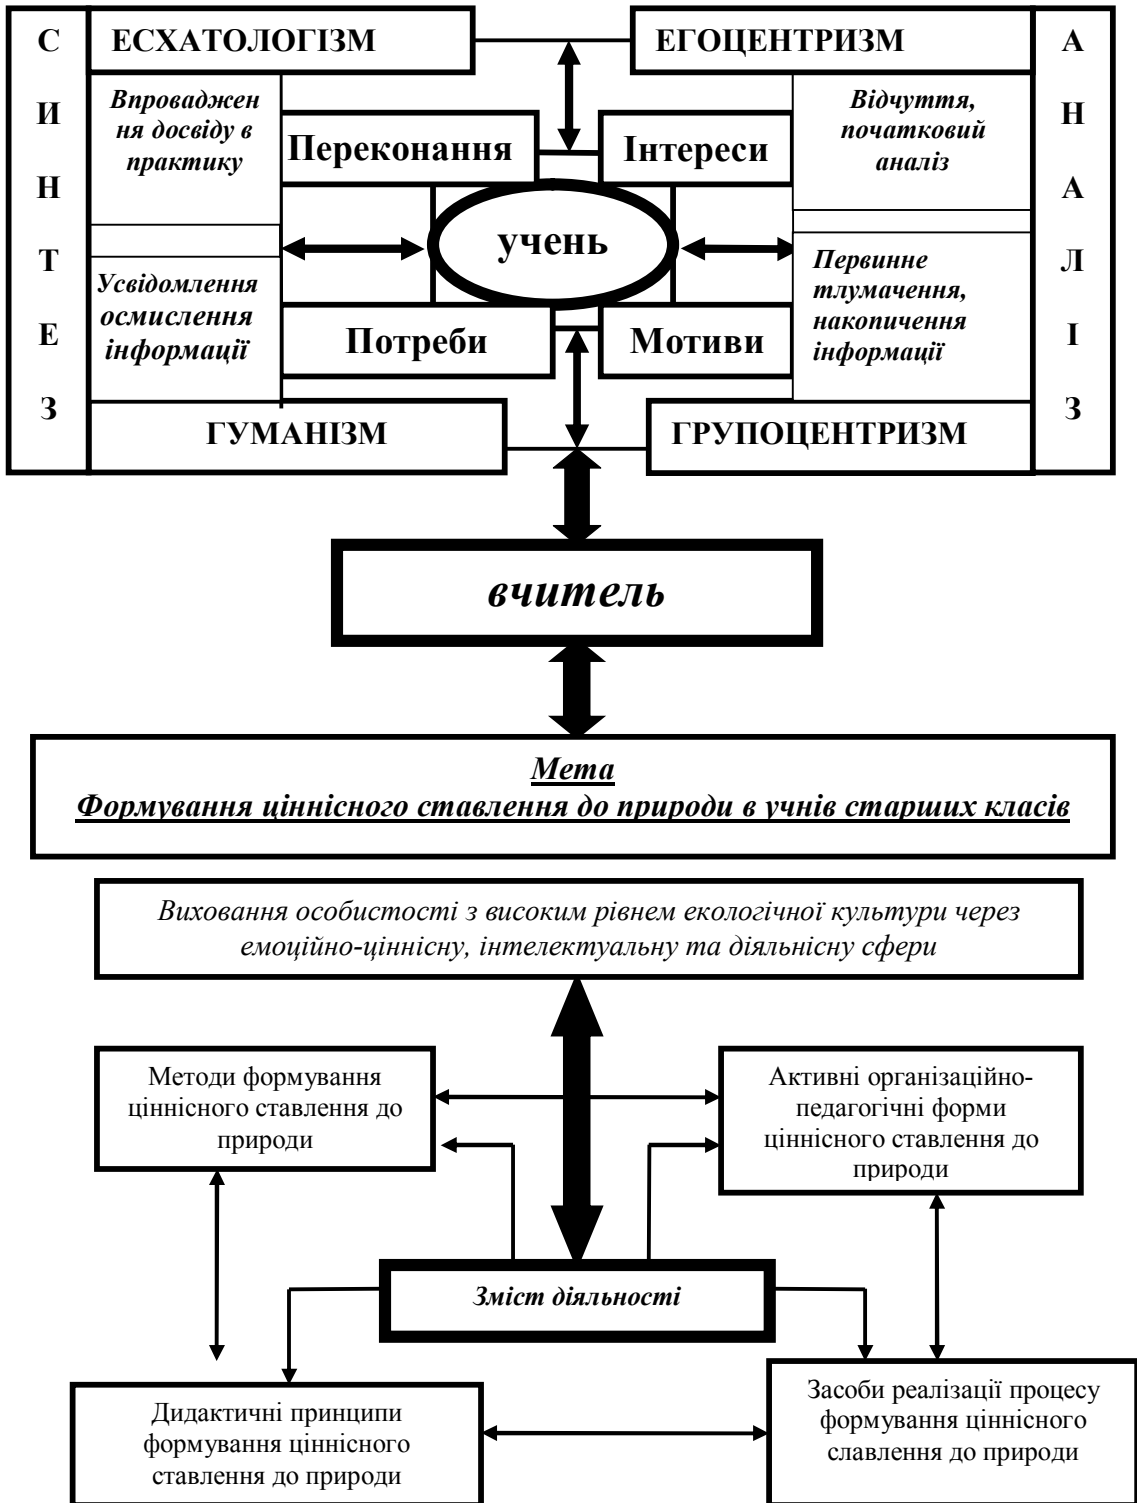 СИНТЕЗ
ЕСХАТОЛОГІЗМ
ЕГОЦЕНТРИЗМ
АНАЛІЗ
Впроваджен
ня досвіду в
практику
Переконання
Інтереси
Відчуття,
початковий
аналіз
учень
Усвідомлення
осмислення
інформації
Потреби
Мотиви
Первинне
тлумачення,
накопичення
інформації
ГУМАНІЗМ
ГРУПОЦЕНТРИЗМ
вчитель
Мета
Формування ціннісного ставлення до природи в учнів старших класів
Виховання особистості з високим рівнем екологічної культури через
емоційно-ціннісну, інтелектуальну та діяльнісну сфери
Методи формування
ціннісного ставлення до
природи
Активні організаційно-
педагогічні форми
ціннісного ставлення до
природи
Зміст діяльності
Дидактичні принципи
формування ціннісного
ставлення до природи
Засоби реалізації процесу
формування ціннісного
славлення до природи